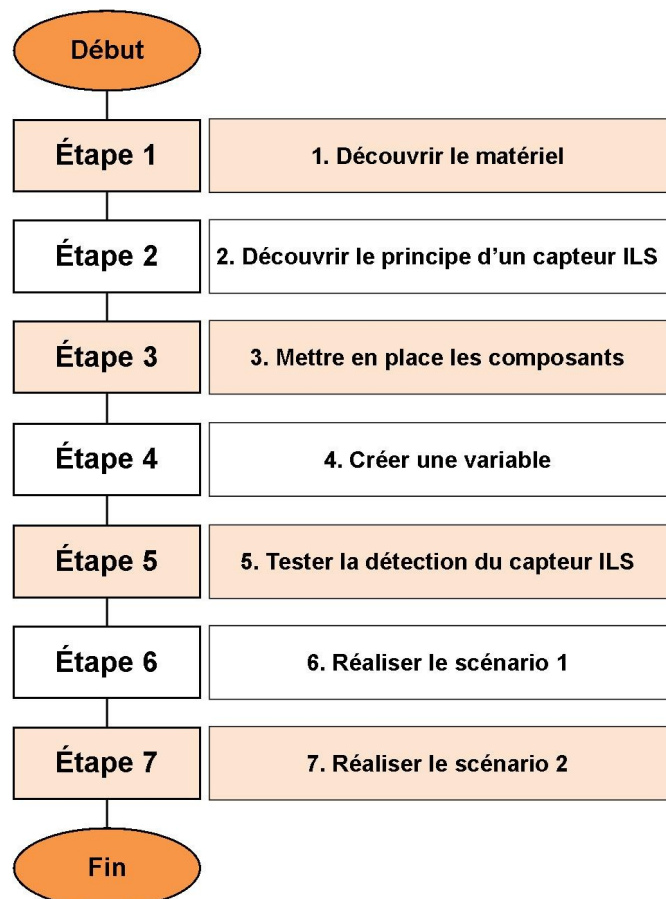 Début
Étape 1
1. Découvrir le matériel
Étape 2
2. Découvrir le principe d'un capteur ILS
Étape 3
3. Mettre en place les composants
Étape 4
4. Créer une variable
Étape 5
5. Tester la détection du capteur ILS
Étape 6
6. Réaliser le scénario 1
Étape 7
7. Réaliser le scénario 2
Fin